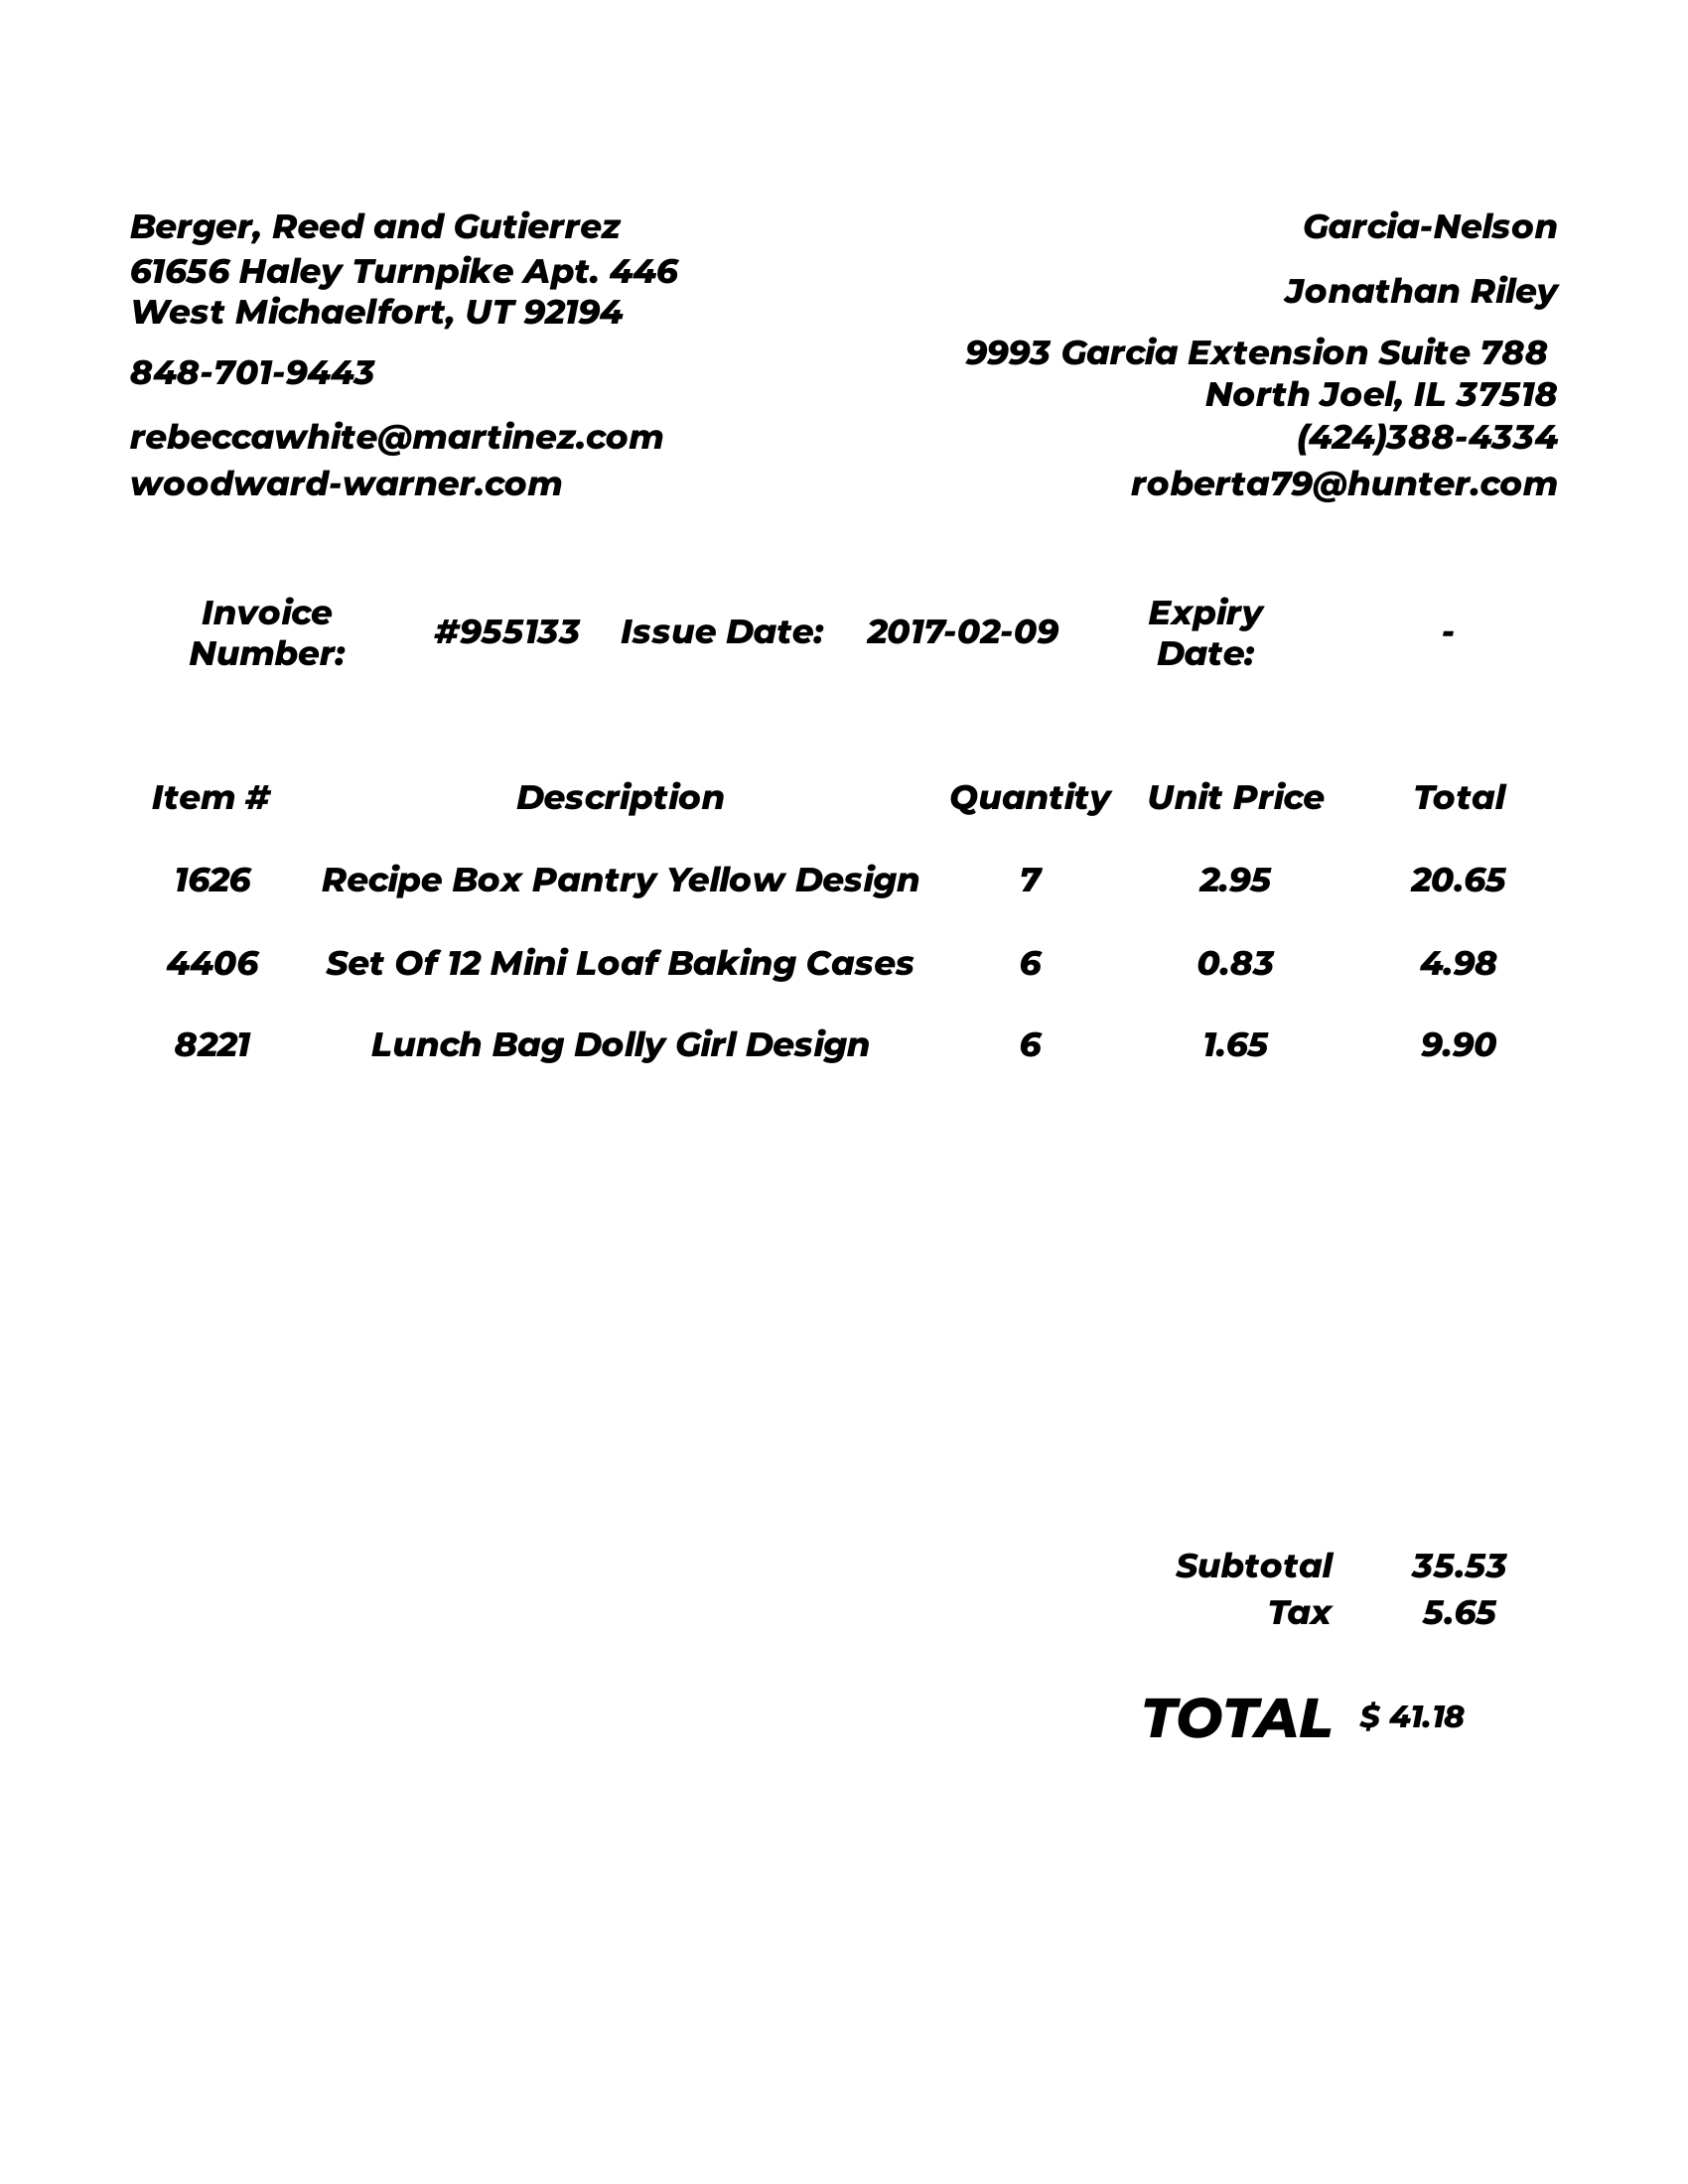 Berger, Reed and Gutierrez
61656 Haley Turnpike Apt. 446
West Michaelfort, UT 92194
848-701-9443
rebeccawhite@martinez.com
woodward-warner.com
Garcia-Nelson
Jonathan Riley
9993 Garcia Extension Suite 788
North Joel, IL 37518
(424)388-4334
roberta79@hunter.com
Invoice Number: #955133 Issue Date: 2017-02-09 Expiry Date: -
Item # Description Quantity Unit Price Total
1626 Recipe Box Pantry Yellow Design 7 2.95 20.65
4406 Set Of 12 Mini Loaf Baking Cases 6 0.83 4.98
8221 Lunch Bag Dolly Girl Design 6 1.65 9.90
Subtotal 35.53
Tax 5.65
TOTAL $ 41.18